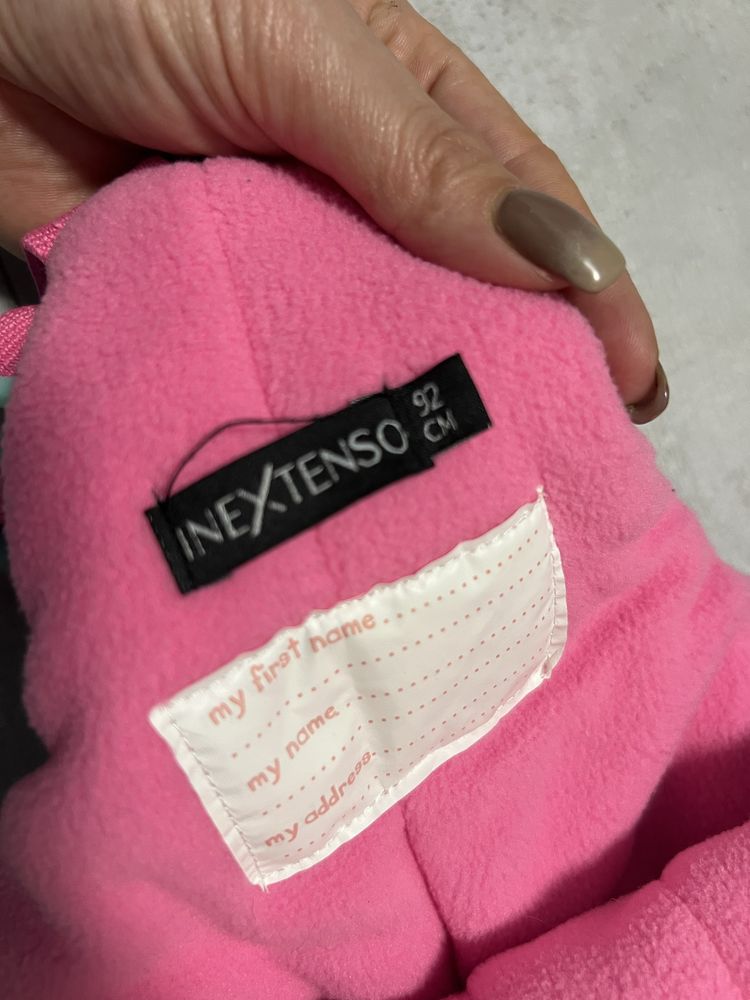 INEXTENSO
92
CM
my first name
my name
my address